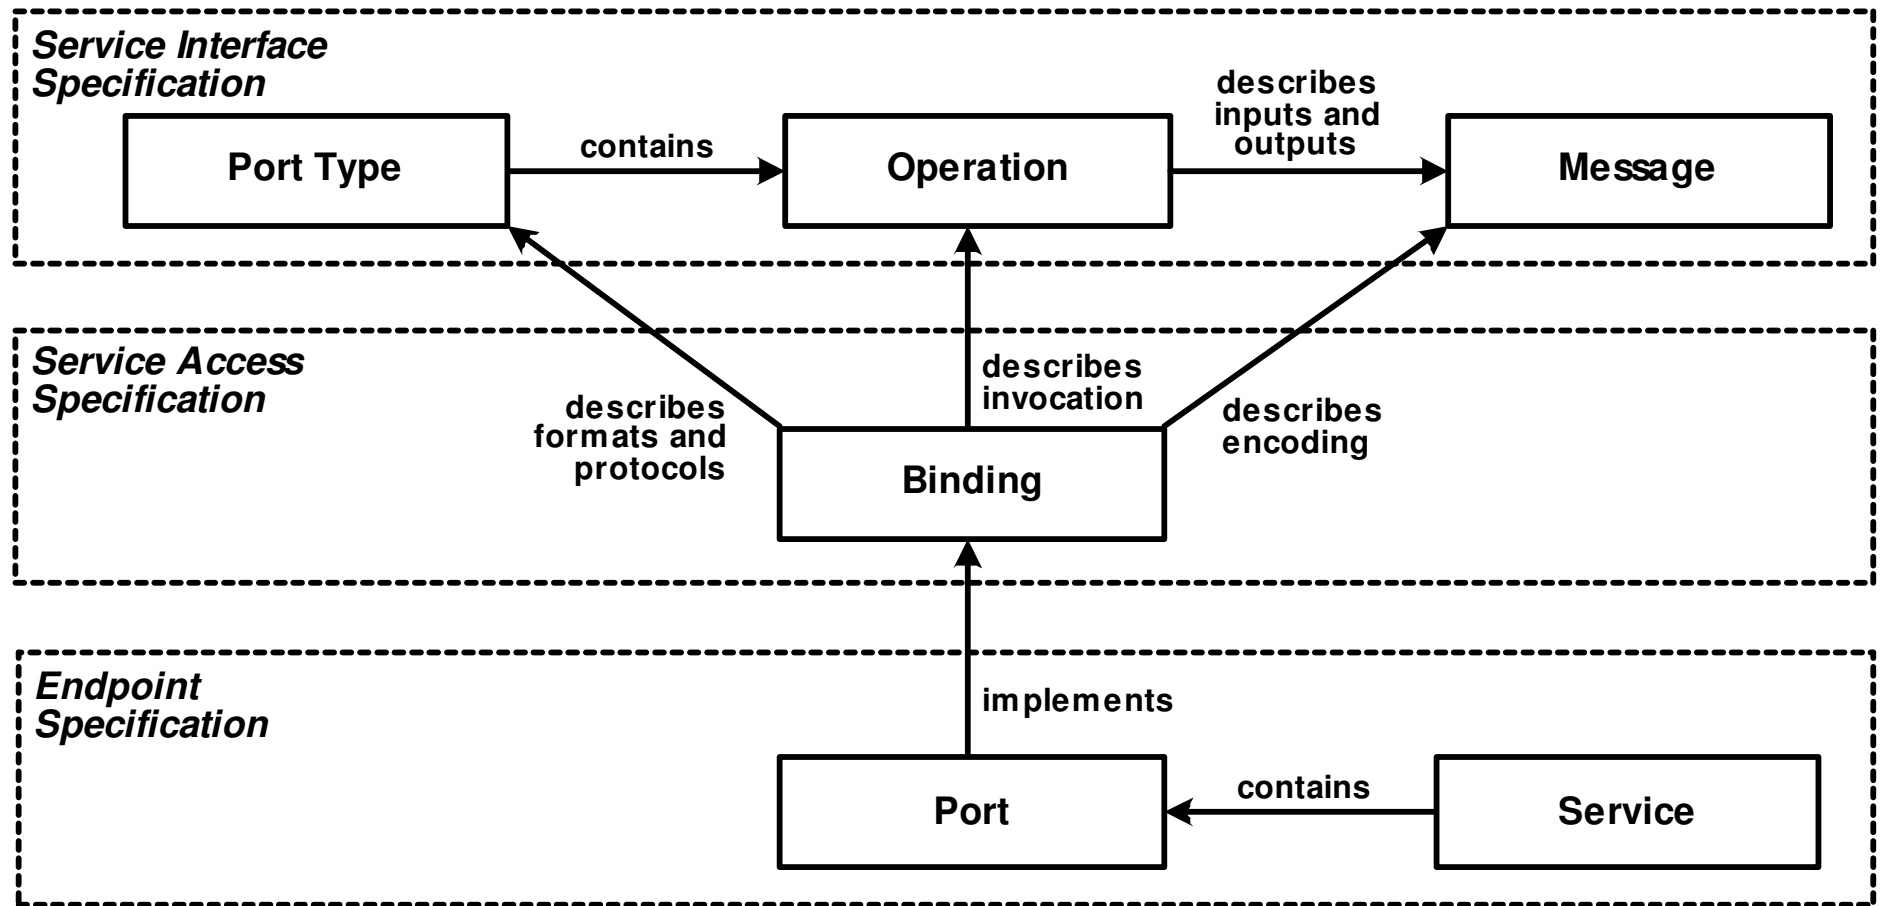 Service Interface
Specification
describes
inputs and
outputs
Port Type
contains
Operation
Message
Service Access
Specification
describes
formats and
protocols
describes
invocation
describes
encoding
Binding
Endpoint
Specification
implements
Port
contains
Service